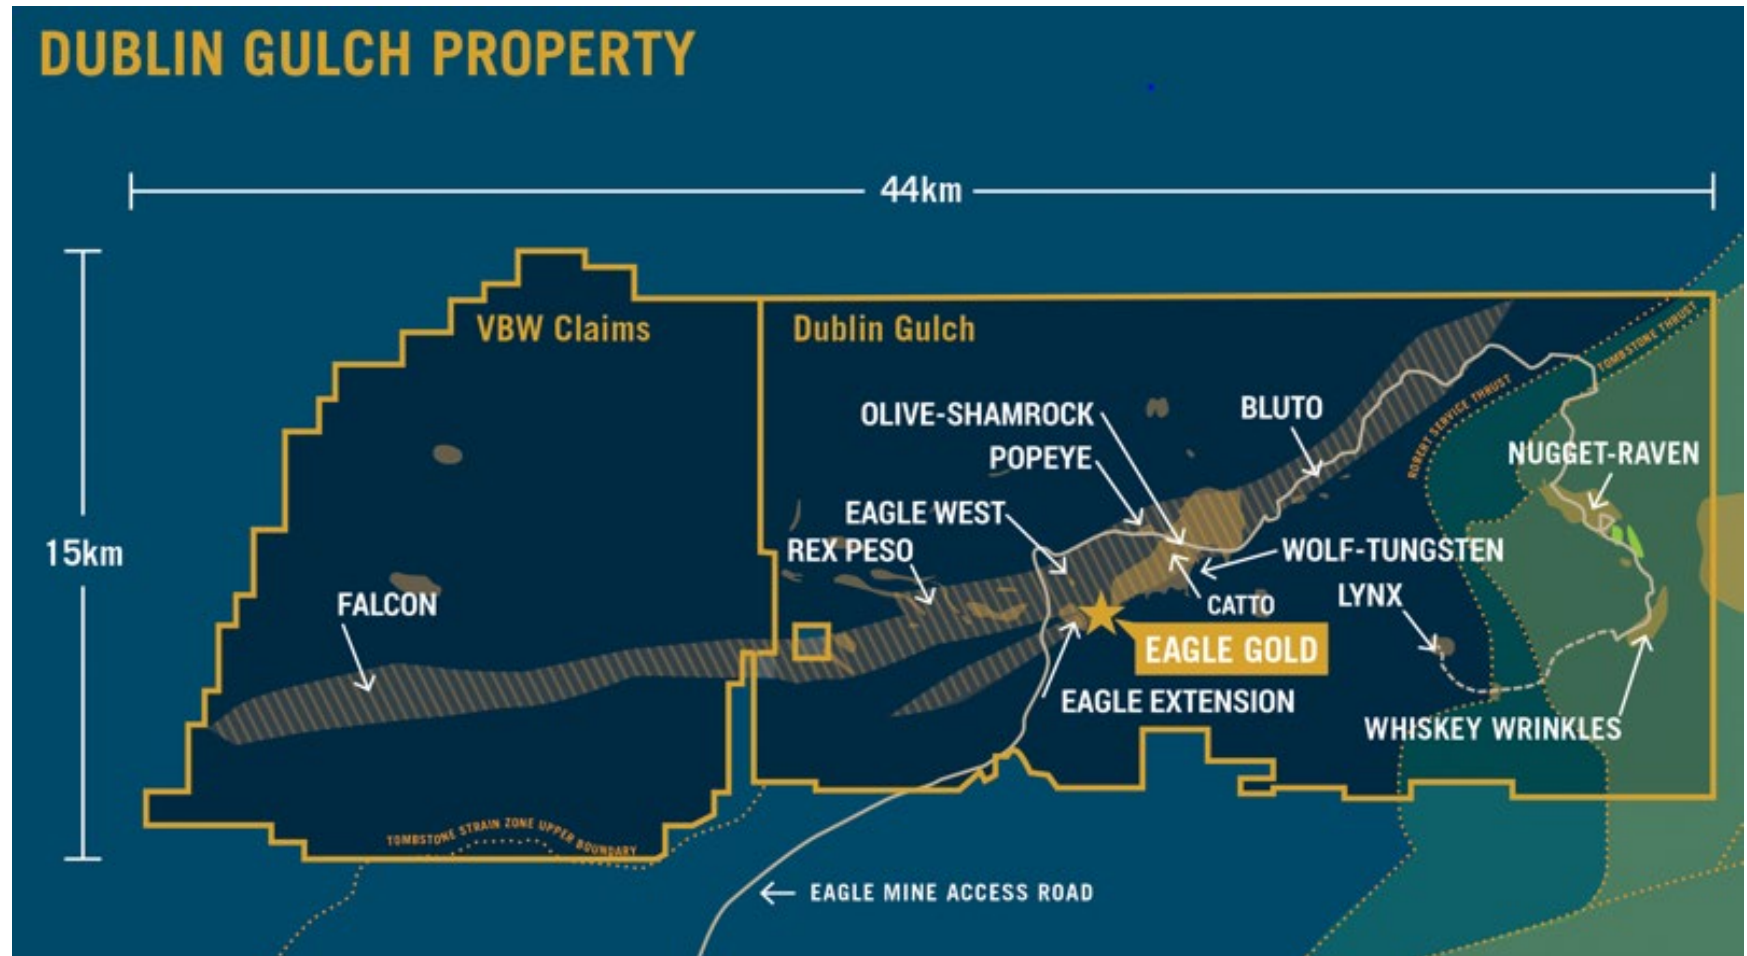 DUBLIN GULCH PROPERTY
44km
15km
VBW Claims
Dublin Gulch
TOMBSTONE THRUST
ROBERT SERVICE THRUST
OLIVE-SHAMROCK
BLUTO
POPEYE
NUGGET-RAVEN
EAGLE WEST
REX PESO
WOLF-TUNGSTEN
FALCON
CATTO
LYNX
EAGLE GOLD
EAGLE EXTENSION
WHISKEY WRINKLES
TOMBSTONE STRAIN ZONE UPPER BOUNDARY
EAGLE MINE ACCESS ROAD